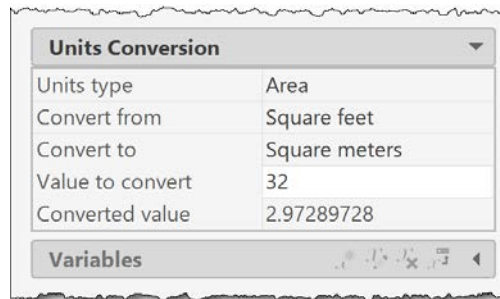 Units Conversion
Units type Area
Convert from Square feet
Convert to Square meters
Value to convert 32
Converted value 2.97289728
Variables